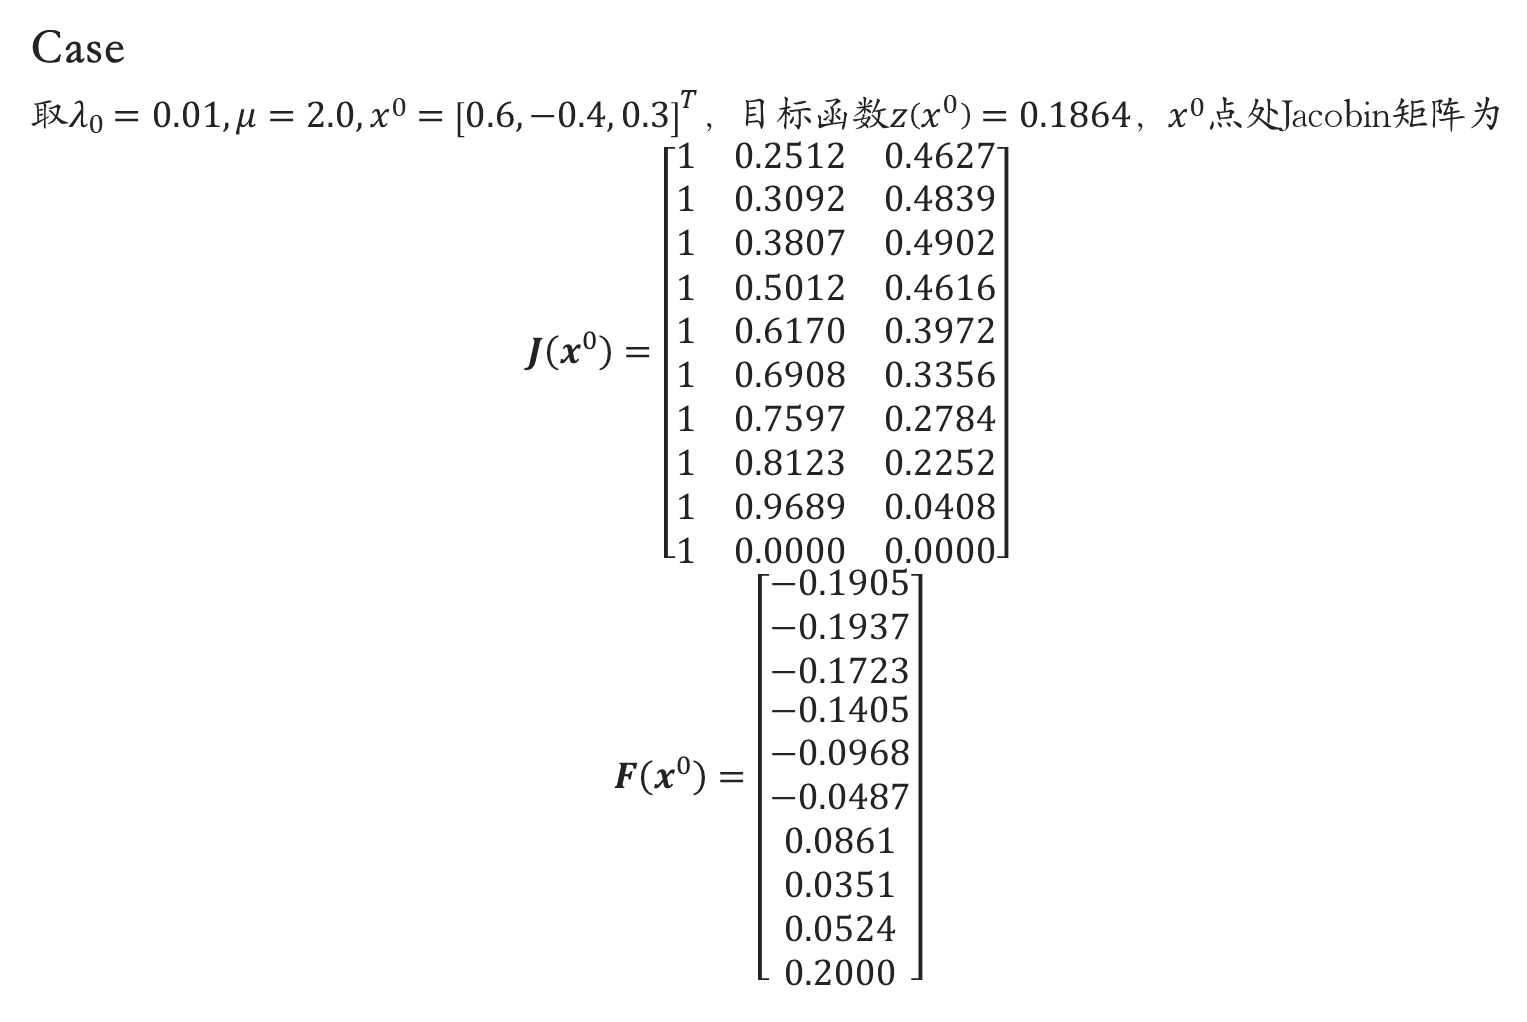 Case
取λ₀ = 0.01, μ = 2.0, x⁰ = [0.6, −0.4, 0.3]ᵀ, 目标函数z(x⁰) = 0.1864, x⁰点处Jacobin矩阵为
1 0.2512 0.4627
1 0.3092 0.4839
1 0.3807 0.4902
1 0.5012 0.4616
1 0.6170 0.3972
J(x⁰) =
1 0.6908 0.3356
1 0.7597 0.2784
1 0.8123 0.2252
1 0.9689 0.0408
1 0.0000 0.0000
−0.1905
−0.1937
−0.1723
−0.1405
−0.0968
F(x⁰) =
−0.0487
0.0861
0.0351
0.0524
0.2000